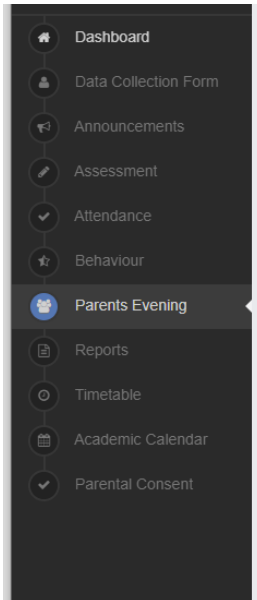 Dashboard
Data Collection Form
Announcements
Assessment
Attendance
Behaviour
Parents Evening
Reports
Timetable
Academic Calendar
Parental Consent